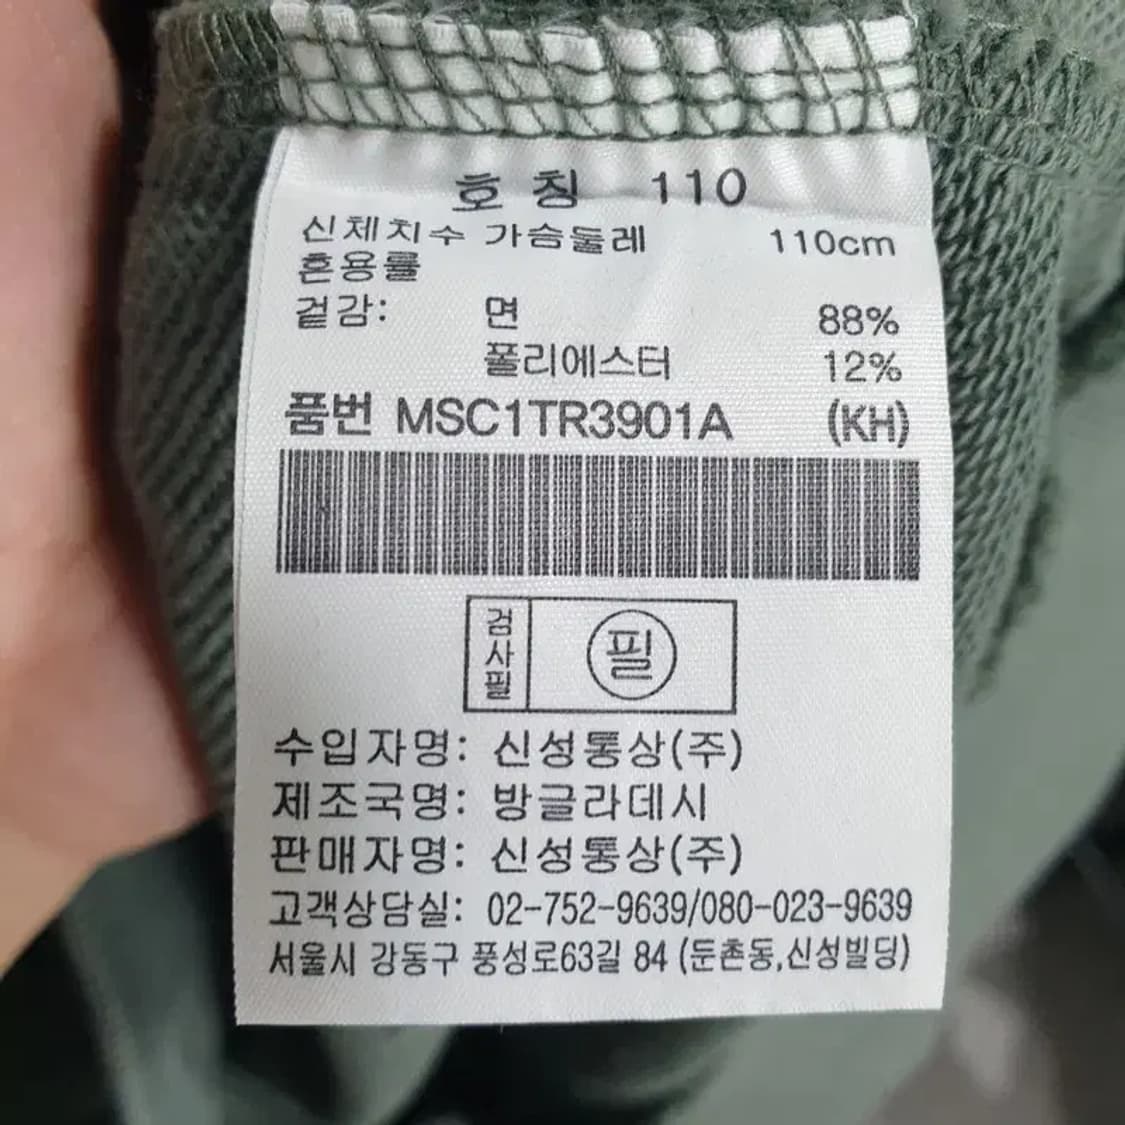 호 칭 110
신체치수 가슴둘레 110cm
혼용률
겉감: 면 88%
폴리에스터 12%
품번 MSC1TR3901A (KH)
검사필 필
수입자명: 신성통상(주)
제조국명: 방글라데시
판매자명: 신성통상(주)
고객상담실: 02-752-9639/080-023-9639
서울시 강동구 풍성로63길 84 (둔촌동,신성빌딩)